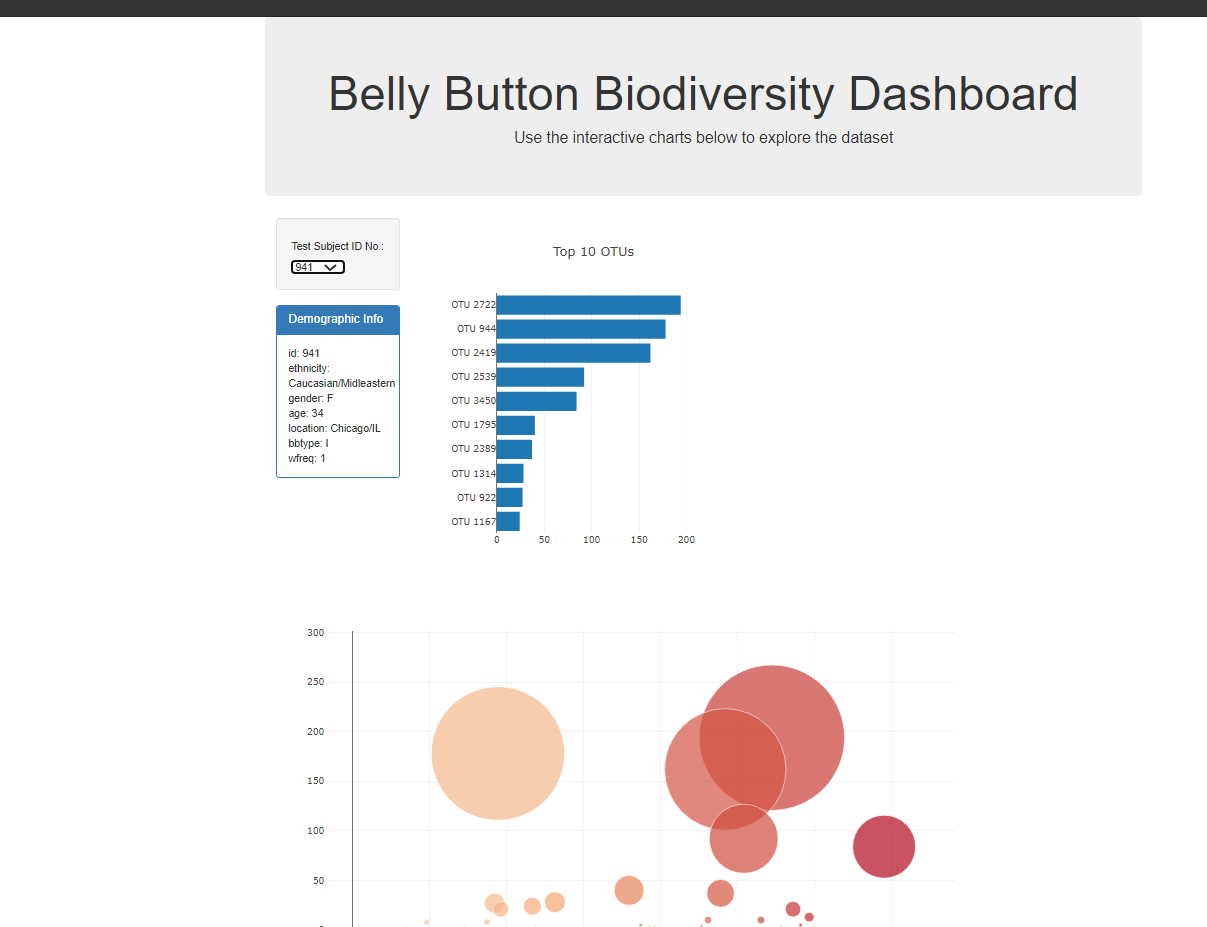 Belly Button Biodiversity Dashboard
Use the interactive charts below to explore the dataset
Test Subject ID No.:
941
Demographic Info
id: 941
ethnicity:
Caucasian/Midleastern
gender: F
age: 34
location: Chicago/IL
bbtype: I
wfreq: 1
Top 10 OTUs
OTU 2722
OTU 944
OTU 2419
OTU 2539
OTU 3450
OTU 1795
OTU 2389
OTU 1314
OTU 922
OTU 1167
0 50 100 150 200
300
250
200
150
100
50